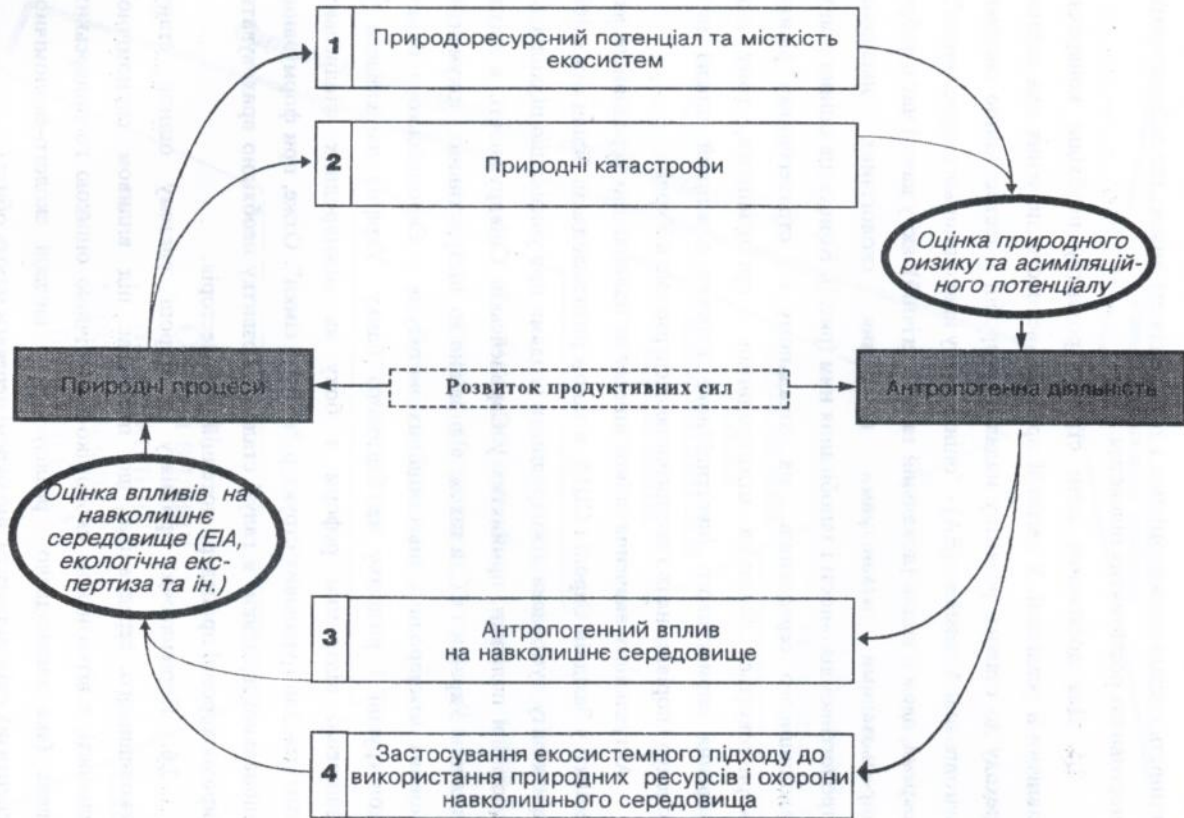 1
Природоресурсний потенціал та місткість
екосистем
2
Природні катастрофи
Оцінка природного
ризику та асиміляцій-
ного потенціалу
Природні процеси
Розвиток продуктивних сил
Антропогенна діяльність
Оцінка впливів на
навколишнє
середовище (EIA,
екологічна екс-
пертиза та ін.)
3
Антропогенний вплив
на навколишнє середовище
4
Застосування екосистемного підходу до
використання природних ресурсів і охорони
навколишнього середовища